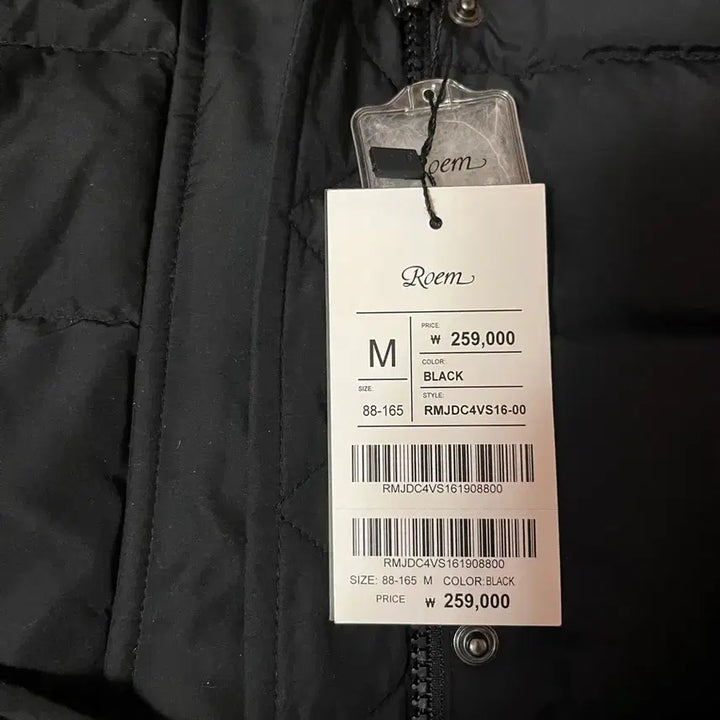 Roem
Roem
M
SIZE:
88-165
PRICE:
₩ 259,000
COLOR:
BLACK
STYLE:
RMJDC4VS16-00
RMJDC4VS161908800
RMJDC4VS161908800
SIZE: 88-165 M COLOR:BLACK
PRICE ₩ 259,000